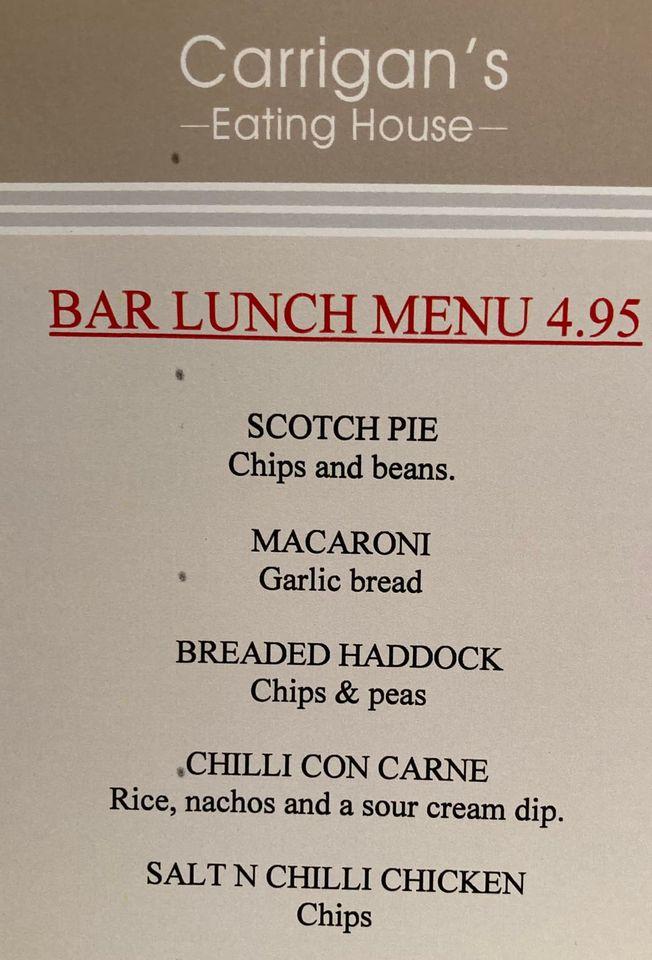 Carrigan's
—Eating House—
BAR LUNCH MENU 4.95
SCOTCH PIE
Chips and beans.
MACARONI
Garlic bread
BREADED HADDOCK
Chips & peas
CHILLI CON CARNE
Rice, nachos and a sour cream dip.
SALT N CHILLI CHICKEN
Chips